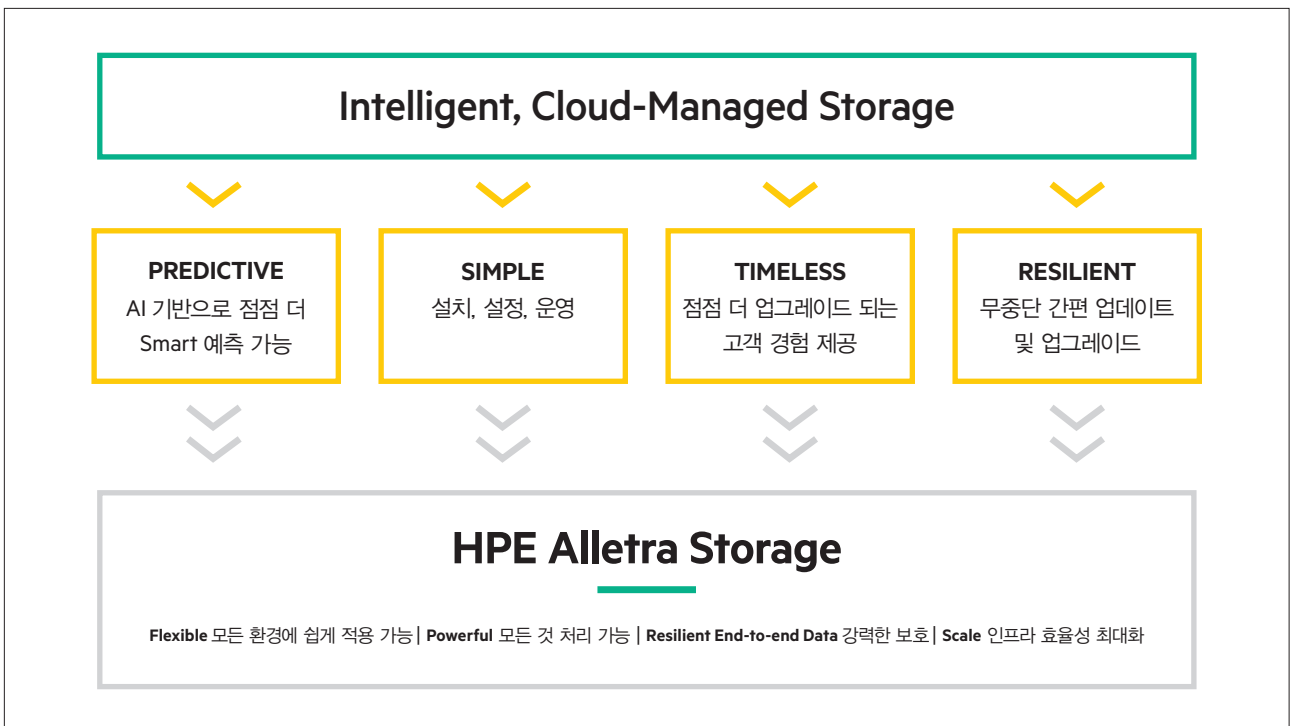 Intelligent, Cloud-Managed Storage
PREDICTIVE
AI 기반으로 점점 더
Smart 예측 가능
SIMPLE
설치, 설정, 운영
TIMELESS
점점 더 업그레이드 되는
고객 경험 제공
RESILIENT
무중단 간편 업데이트
및 업그레이드
HPE Alletra Storage
Flexible 모든 환경에 쉽게 적용 가능 | Powerful 모든 것 처리 가능 | Resilient End-to-end Data 강력한 보호 | Scale 인프라 효율성 최대화